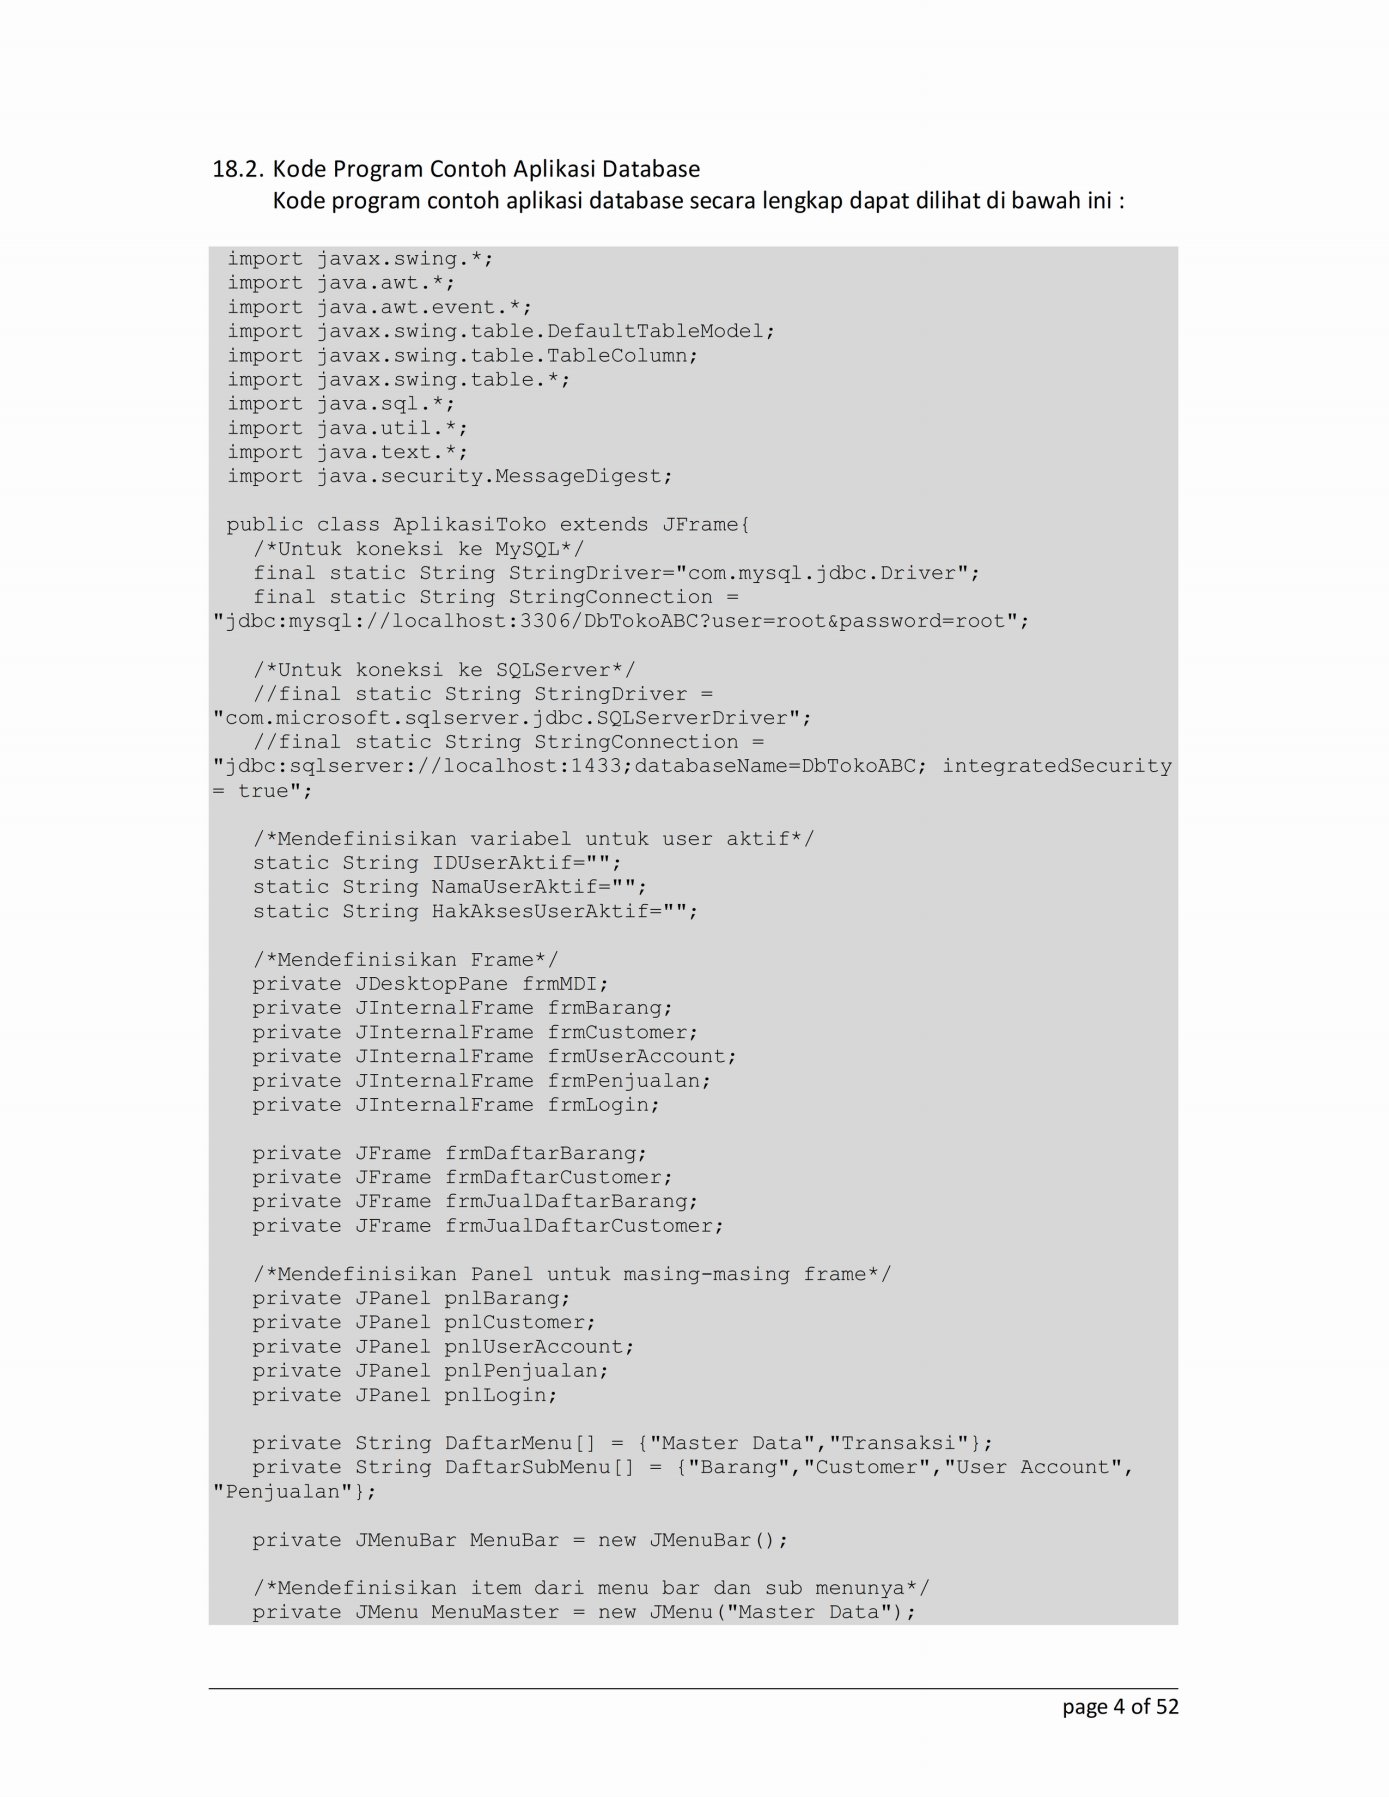 18.2. Kode Program Contoh Aplikasi Database
Kode program contoh aplikasi database secara lengkap dapat dilihat di bawah ini :
import javax.swing.*;
import java.awt.*;
import java.awt.event.*;
import javax.swing.table.DefaultTableModel;
import javax.swing.table.TableColumn;
import javax.swing.table.*;
import java.sql.*;
import java.util.*;
import java.text.*;
import java.security.MessageDigest;
public class AplikasiToko extends JFrame{
/*Untuk koneksi ke MySQL*/
final static String StringDriver="com.mysql.jdbc.Driver";
final static String StringConnection =
"jdbc:mysql://localhost:3306/DbTokoABC?user=root&password=root";
/*Untuk koneksi ke SQLServer*/
//final static String StringDriver =
"com.microsoft.sqlserver.jdbc.SQLServerDriver";
//final static String StringConnection =
"jdbc:sqlserver://localhost:1433;databaseName=DbTokoABC; integratedSecurity
= true";
/*Mendefinisikan variabel untuk user aktif*/
static String IDUserAktif="";
static String NamaUserAktif="";
static String HakAksesUserAktif="";
/*Mendefinisikan Frame*/
private JDesktopPane frmMDI;
private JInternalFrame frmBarang;
private JInternalFrame frmCustomer;
private JInternalFrame frmUserAccount;
private JInternalFrame frmPenjualan;
private JInternalFrame frmLogin;
private JFrame frmDaftarBarang;
private JFrame frmDaftarCustomer;
private JFrame frmJualDaftarBarang;
private JFrame frmJualDaftarCustomer;
/*Mendefinisikan Panel untuk masing-masing frame*/
private JPanel pnlBarang;
private JPanel pnlCustomer;
private JPanel pnlUserAccount;
private JPanel pnlPenjualan;
private JPanel pnlLogin;
private String DaftarMenu[] = {"Master Data","Transaksi"};
private String DaftarSubMenu[] = {"Barang","Customer","User Account",
"Penjualan"};
private JMenuBar MenuBar = new JMenuBar();
/*Mendefinisikan item dari menu bar dan sub menunya*/
private JMenu MenuMaster = new JMenu("Master Data");
page 4 of 52